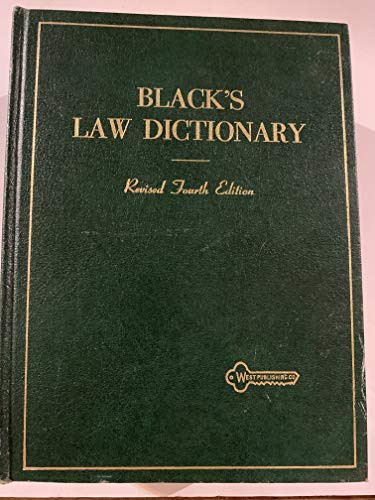 BLACK'S
LAW DICTIONARY
Revised Fourth Edition
WEST PUBLISHING CO